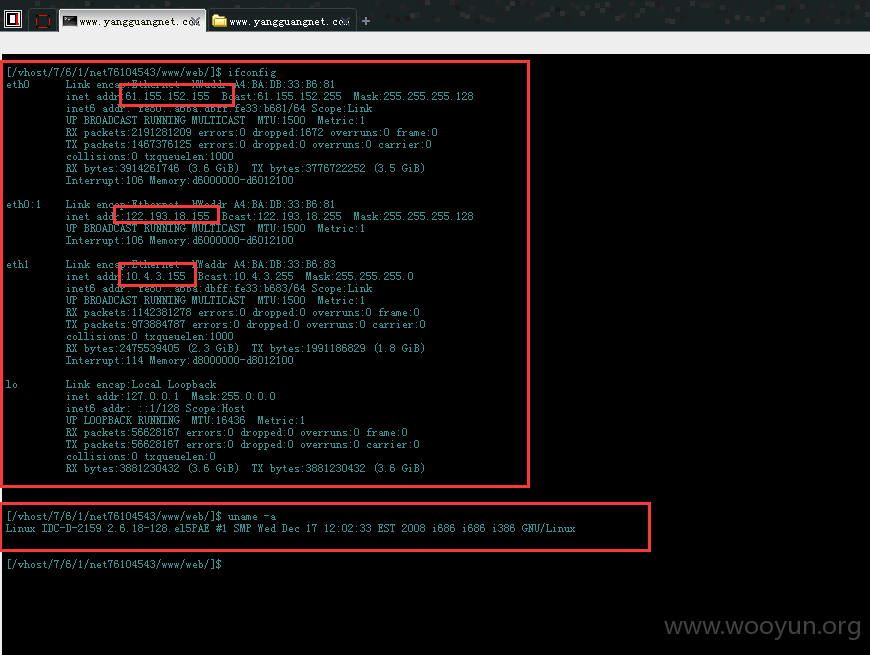 www.yangguangnet.co
www.yangguangnet.co
[/vhost/7/6/1/net76104543/www/web/]$ ifconfig
eth0 Link encap:Ethernet HWaddr A4:BA:DB:33:B6:81
inet addr:61.155.152.155 Bcast:61.155.152.255 Mask:255.255.255.128
inet6 addr: fe80::a6ba:dbff:fe33:b681/64 Scope:Link
UP BROADCAST RUNNING MULTICAST MTU:1500 Metric:1
RX packets:2191281209 errors:0 dropped:1672 overruns:0 frame:0
TX packets:1467376125 errors:0 dropped:0 overruns:0 carrier:0
collisions:0 txqueuelen:1000
RX bytes:3914261746 (3.6 GiB) TX bytes:3776722252 (3.5 GiB)
Interrupt:106 Memory:d6000000-d6012100
eth0:1 Link encap:Ethernet HWaddr A4:BA:DB:33:B6:81
inet addr:122.193.18.155 Bcast:122.193.18.255 Mask:255.255.255.128
UP BROADCAST RUNNING MULTICAST MTU:1500 Metric:1
Interrupt:106 Memory:d6000000-d6012100
eth1 Link encap:Ethernet HWaddr A4:BA:DB:33:B6:83
inet addr:10.4.3.155 Bcast:10.4.3.255 Mask:255.255.255.0
inet6 addr: fe80::a6ba:dbff:fe33:b683/64 Scope:Link
UP BROADCAST RUNNING MULTICAST MTU:1500 Metric:1
RX packets:1142381278 errors:0 dropped:0 overruns:0 frame:0
TX packets:973884787 errors:0 dropped:0 overruns:0 carrier:0
collisions:0 txqueuelen:1000
RX bytes:2475539405 (2.3 GiB) TX bytes:1991186829 (1.8 GiB)
Interrupt:114 Memory:d8000000-d8012100
lo Link encap:Local Loopback
inet addr:127.0.0.1 Mask:255.0.0.0
inet6 addr: ::1/128 Scope:Host
UP LOOPBACK RUNNING MTU:16436 Metric:1
RX packets:56628167 errors:0 dropped:0 overruns:0 frame:0
TX packets:56628167 errors:0 dropped:0 overruns:0 carrier:0
collisions:0 txqueuelen:0
RX bytes:3881230432 (3.6 GiB) TX bytes:3881230432 (3.6 GiB)
[/vhost/7/6/1/net76104543/www/web/]$ uname -a
Linux IDC-D-2159 2.6.18-128.el5PAE #1 SMP Wed Dec 17 12:02:33 EST 2008 i686 i686 i386 GNU/Linux
[/vhost/7/6/1/net76104543/www/web/]$
www.wooyun.org